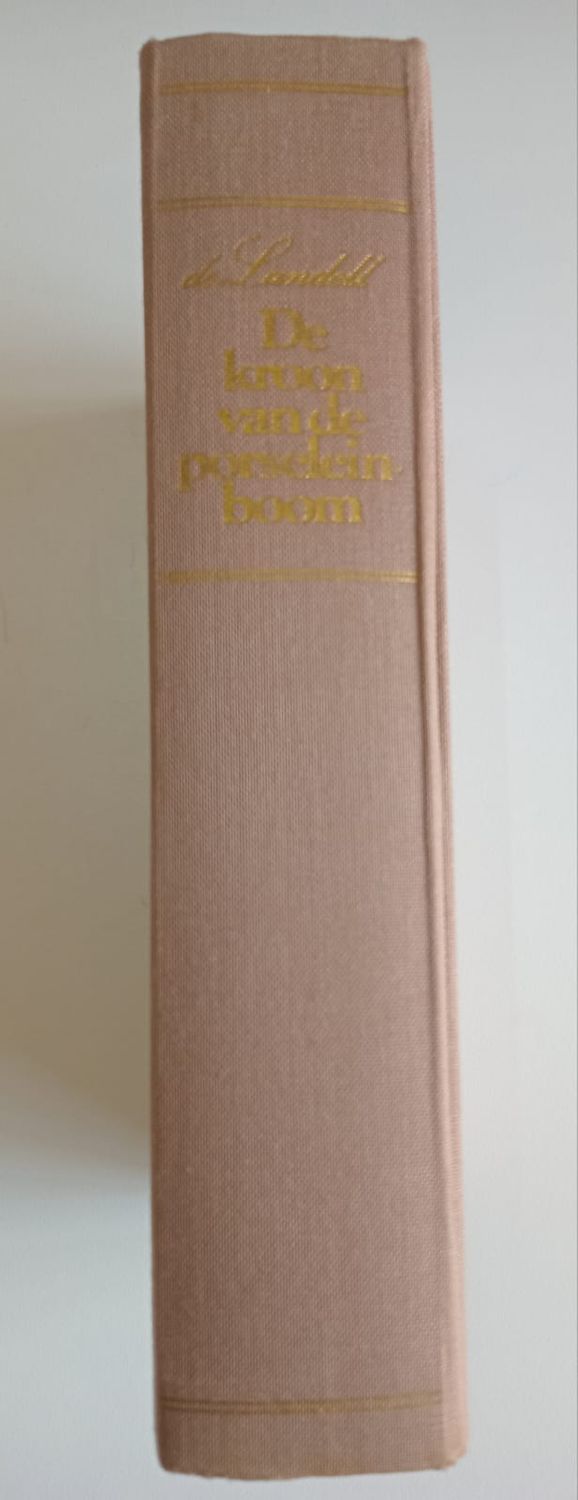 de Landell
De
kroon
van de
porselein-
boom